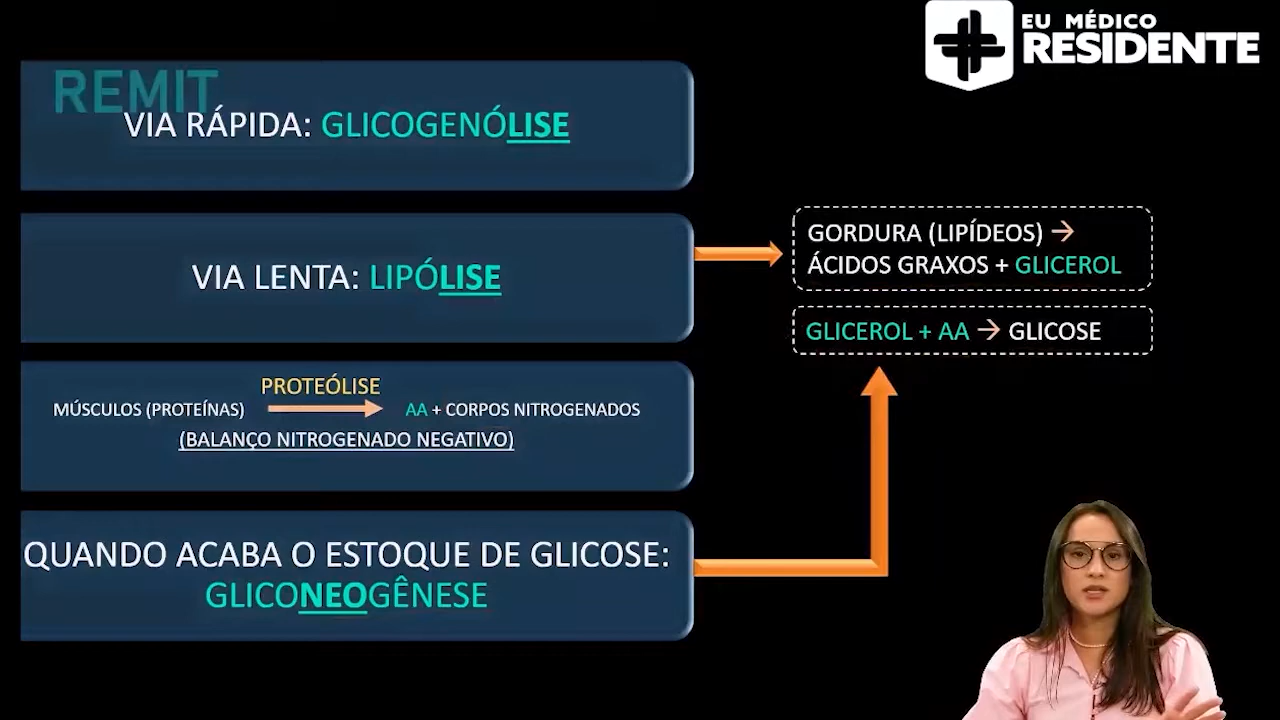 EU MÉDICO
RESIDENTE
REMIT
VIA RÁPIDA: GLICOGENÓLISE
VIA LENTA: LIPÓLISE
GORDURA (LIPÍDEOS) →
ÁCIDOS GRAXOS + GLICEROL
GLICEROL + AA → GLICOSE
PROTEÓLISE
MÚSCULOS (PROTEÍNAS) AA + CORPOS NITROGENADOS
(BALANÇO NITROGENADO NEGATIVO)
QUANDO ACABA O ESTOQUE DE GLICOSE:
GLICONEOGÊNESE